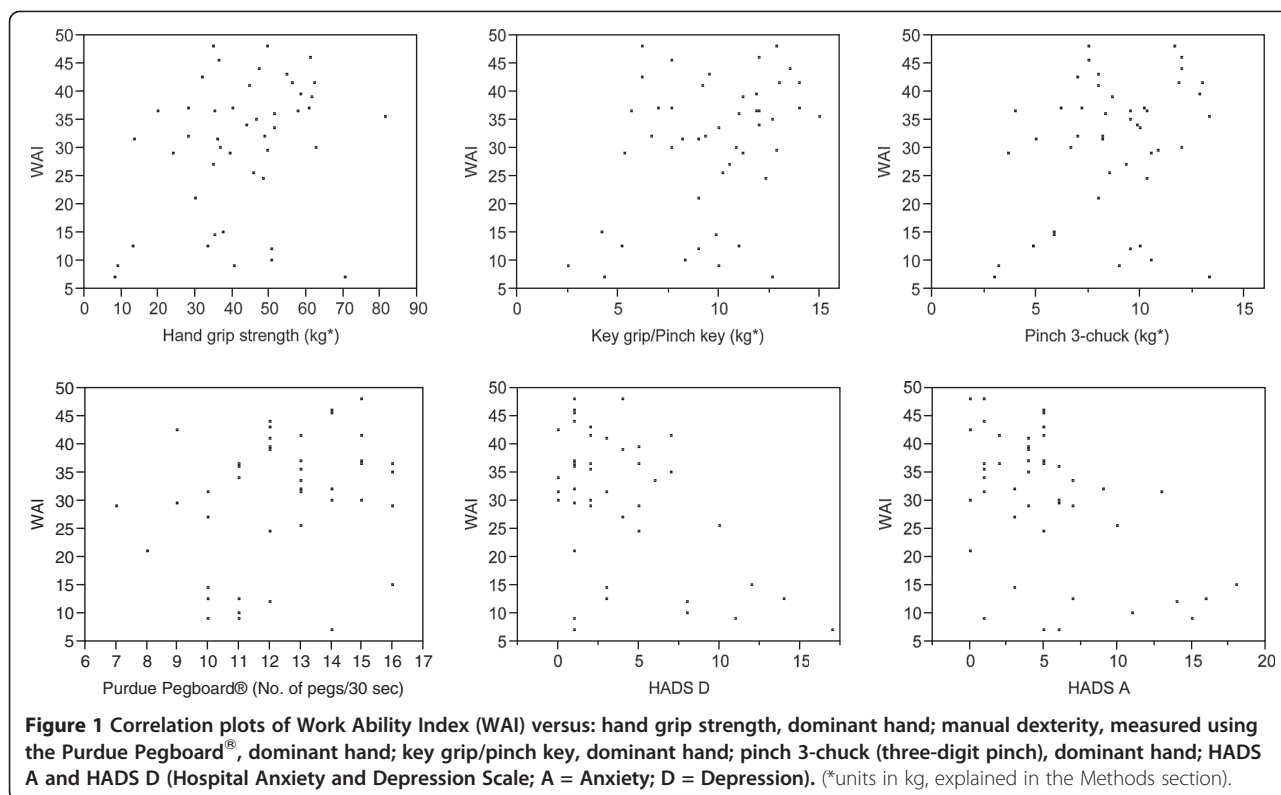 50
45
40
35
30
25
20
15
10
5
WAI
0 10 20 30 40 50 60 70 80 90
Hand grip strength (kg*)
50
45
40
35
30
25
20
15
10
5
WAI
0 5 10 15
Key grip/Pinch key (kg*)
50
45
40
35
30
25
20
15
10
5
WAI
0 5 10 15
Pinch 3-chuck (kg*)
50
45
40
35
30
25
20
15
10
5
WAI
6 7 8 9 10 11 12 13 14 15 16 17
Purdue Pegboard® (No. of pegs/30 sec)
50
45
40
35
30
25
20
15
10
5
WAI
0 5 10 15
HADS D
50
45
40
35
30
25
20
15
10
5
WAI
0 5 10 15 20
HADS A
Figure 1 Correlation plots of Work Ability Index (WAI) versus: hand grip strength, dominant hand; manual dexterity, measured using
the Purdue Pegboard®, dominant hand; key grip/pinch key, dominant hand; pinch 3-chuck (three-digit pinch), dominant hand; HADS
A and HADS D (Hospital Anxiety and Depression Scale; A = Anxiety; D = Depression). (*units in kg, explained in the Methods section).